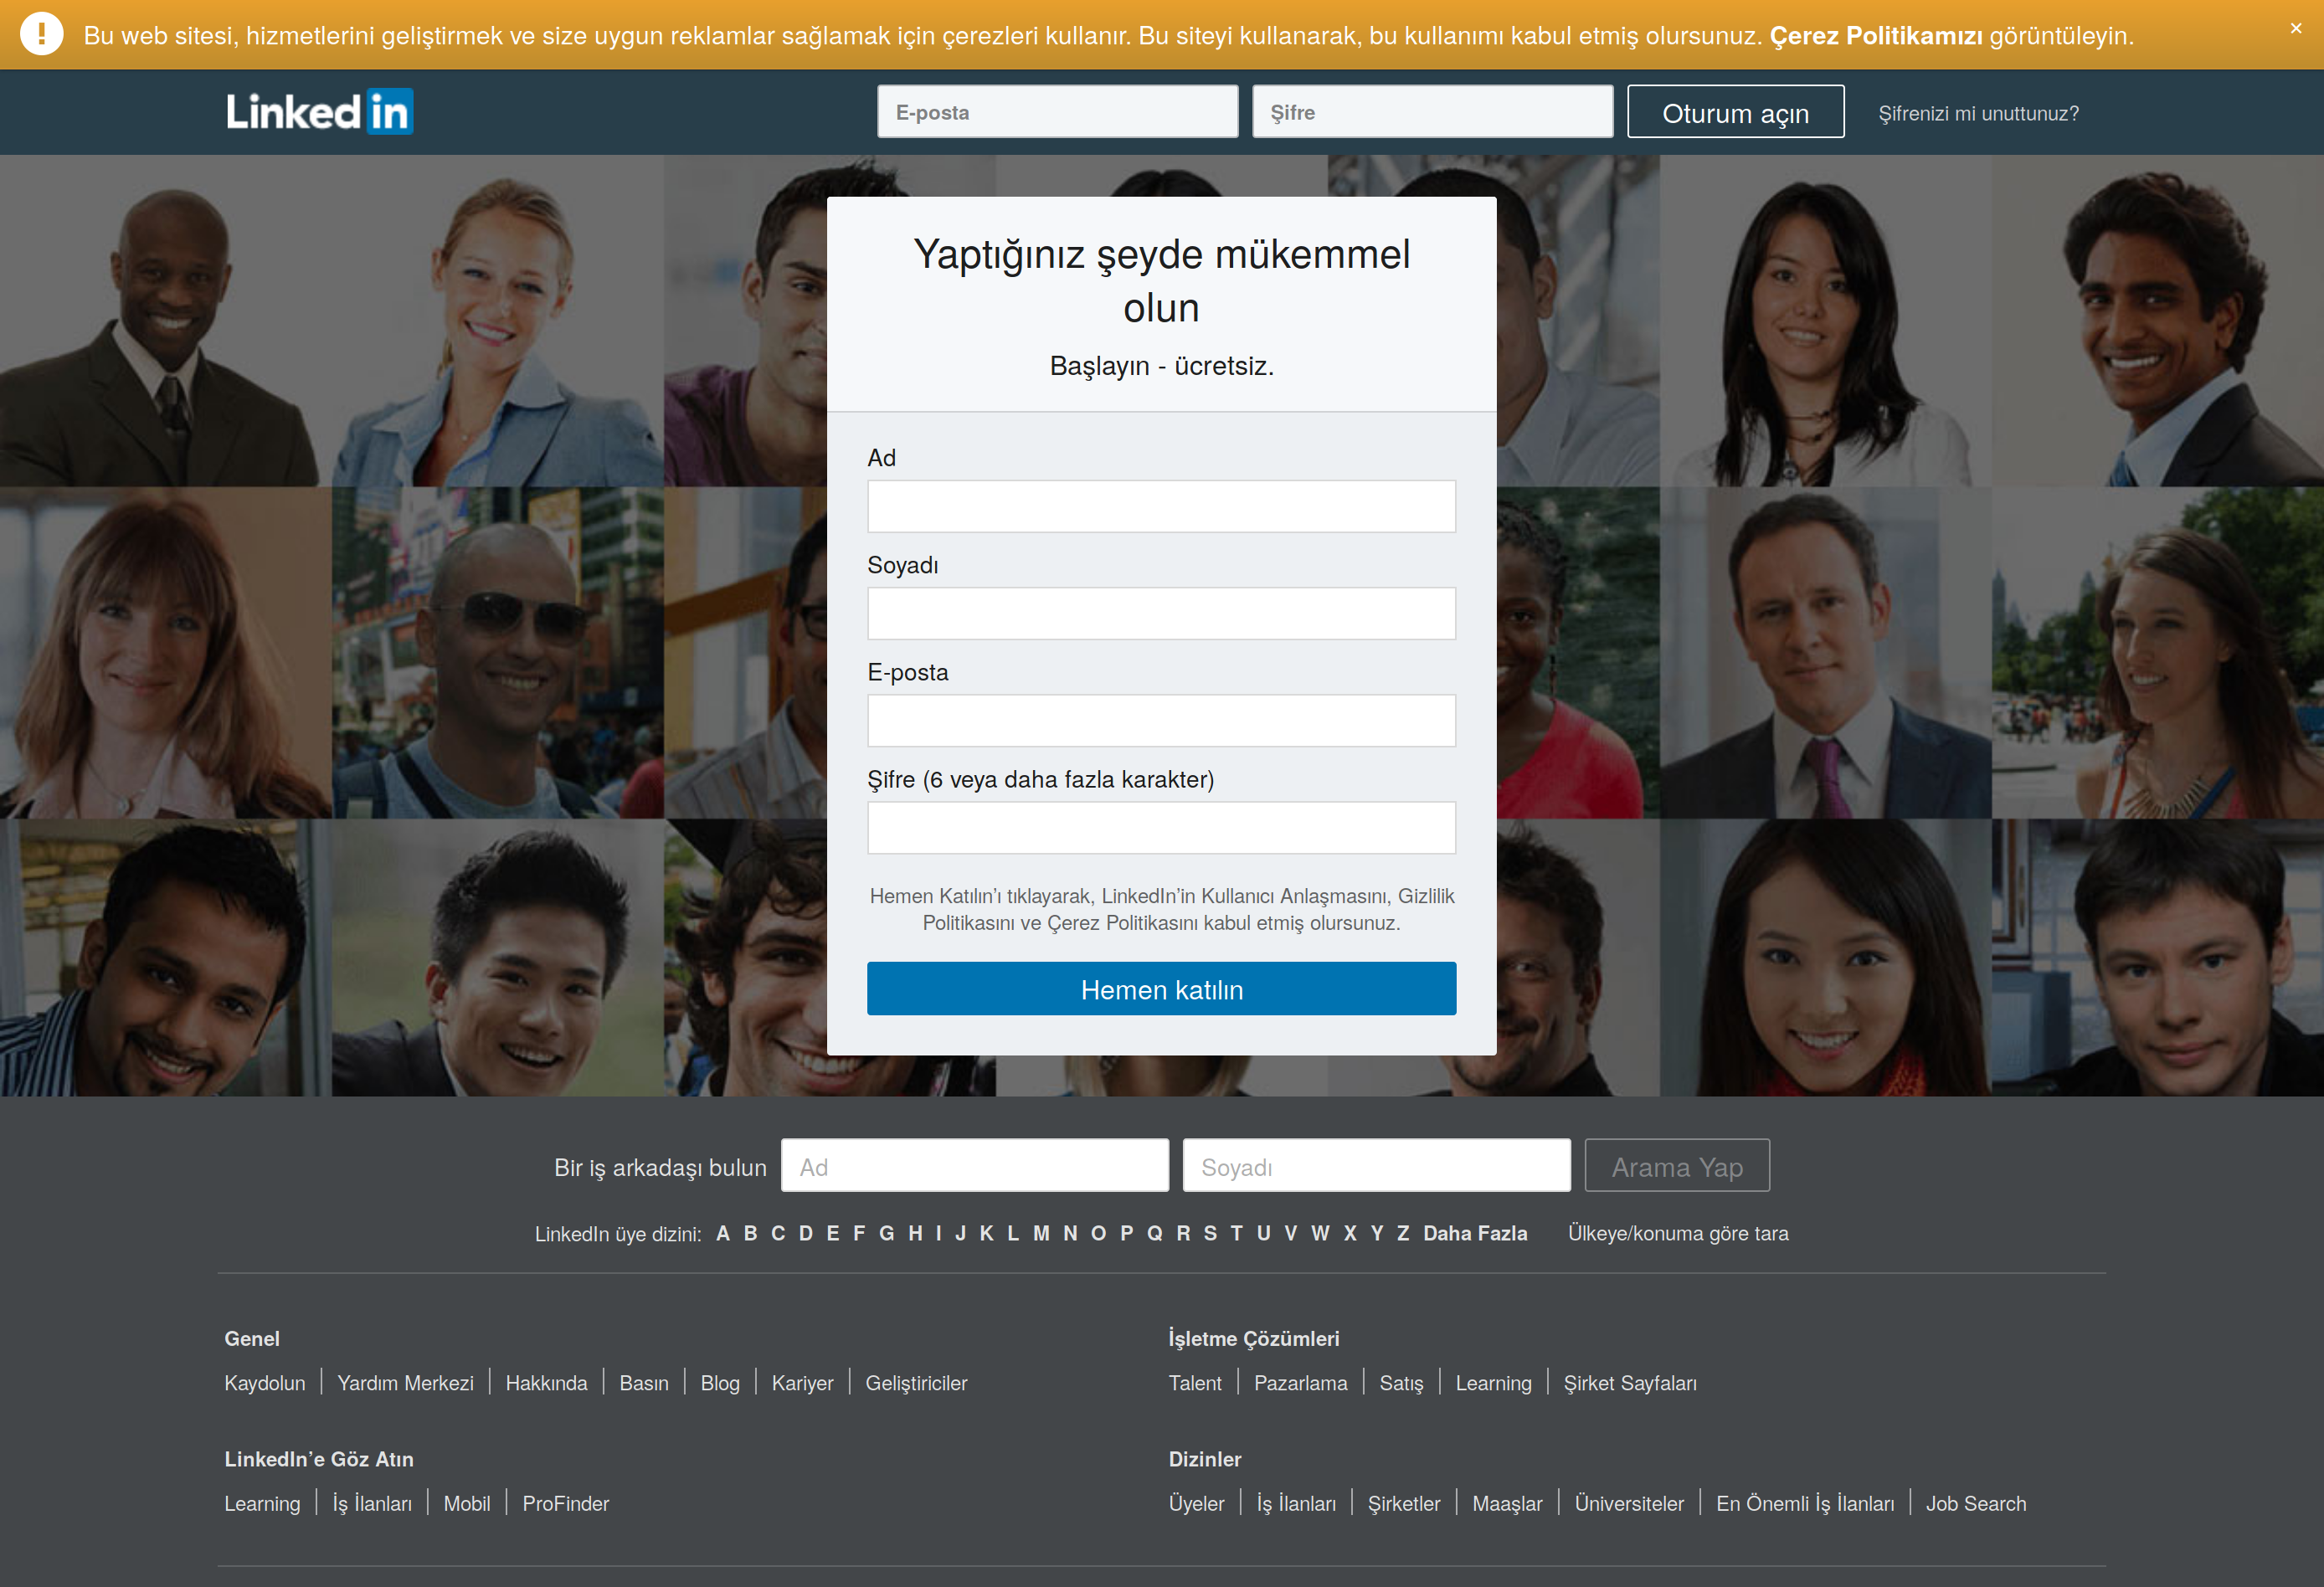 Bu web sitesi, hizmetlerini geliştirmek ve size uygun reklamlar sağlamak için çerezleri kullanır. Bu siteyi kullanarak, bu kullanımı kabul etmiş olursunuz. Çerez Politikamızı görüntüleyin.
×
Linked in
E-posta
Şifre
Oturum açın
Şifrenizi mi unuttunuz?
Yaptığınız şeyde mükemmel
olun
Başlayın - ücretsiz.
Ad
Soyadı
E-posta
Şifre (6 veya daha fazla karakter)
Hemen Katılın’ı tıklayarak, LinkedIn’in Kullanıcı Anlaşmasını, Gizlilik
Politikasını ve Çerez Politikasını kabul etmiş olursunuz.
Hemen katılın
Bir iş arkadaşı bulun
Ad
Soyadı
Arama Yap
LinkedIn üye dizini: A B C D E F G H I J K L M N O P Q R S T U V W X Y Z Daha Fazla Ülkeye/konuma göre tara
Genel
Kaydolun Yardım Merkezi Hakkında Basın Blog Kariyer Geliştiriciler
İşletme Çözümleri
Talent Pazarlama Satış Learning Şirket Sayfaları
LinkedIn’e Göz Atın
Learning İş İlanları Mobil ProFinder
Dizinler
Üyeler İş İlanları Şirketler Maaşlar Üniversiteler En Önemli İş İlanları Job Search